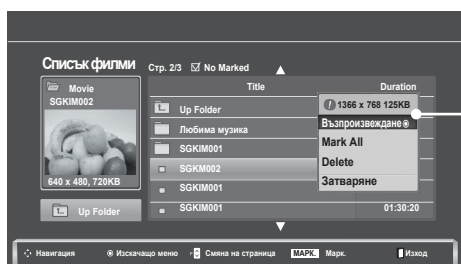 Списък филми
Стр. 2/3 ☑ No Marked
Movie
SGKIM002
640 x 480, 720KB
Up Folder
Title
Duration
Up Folder
Любима музика
SGKIM001
SGKM002
SGKIM001
SGKIM001
01:30:20
1366 x 768 125KB
Възпроизвеждане
Mark All
Delete
Затваряне
Навигация
Изскачащо меню
Смяна на страница
МАРК. Марк.
Изход